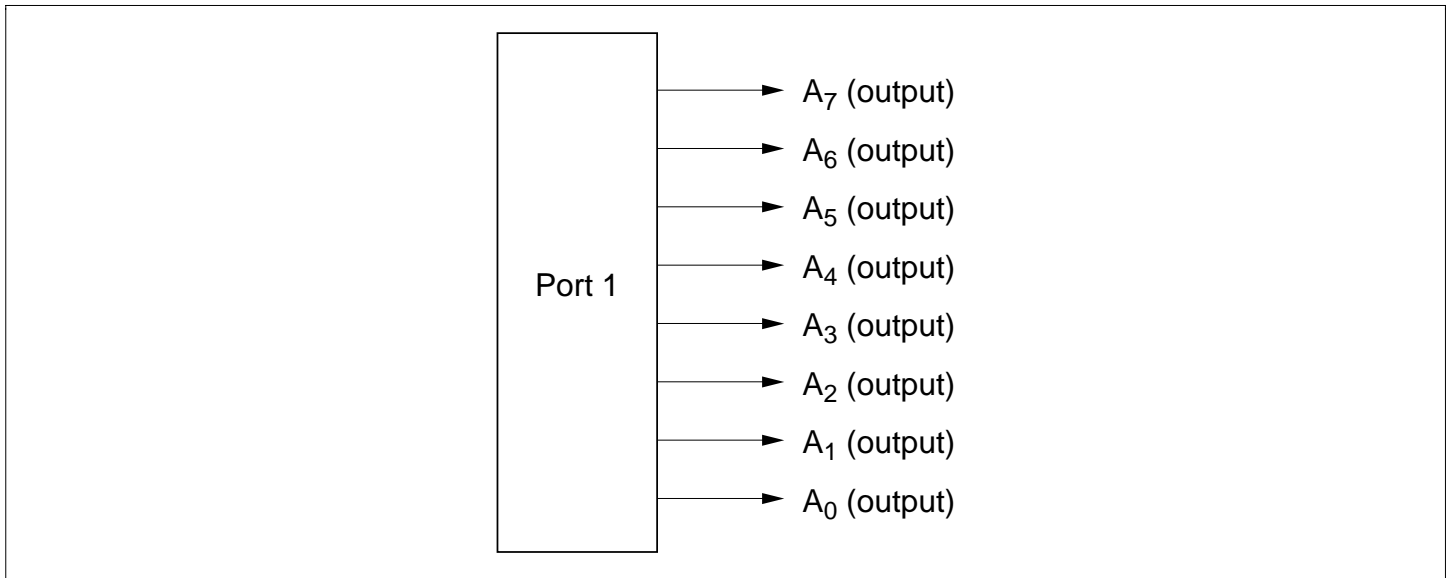 A7 (output)
A6 (output)
A5 (output)
A4 (output)
Port 1
A3 (output)
A2 (output)
A1 (output)
A0 (output)